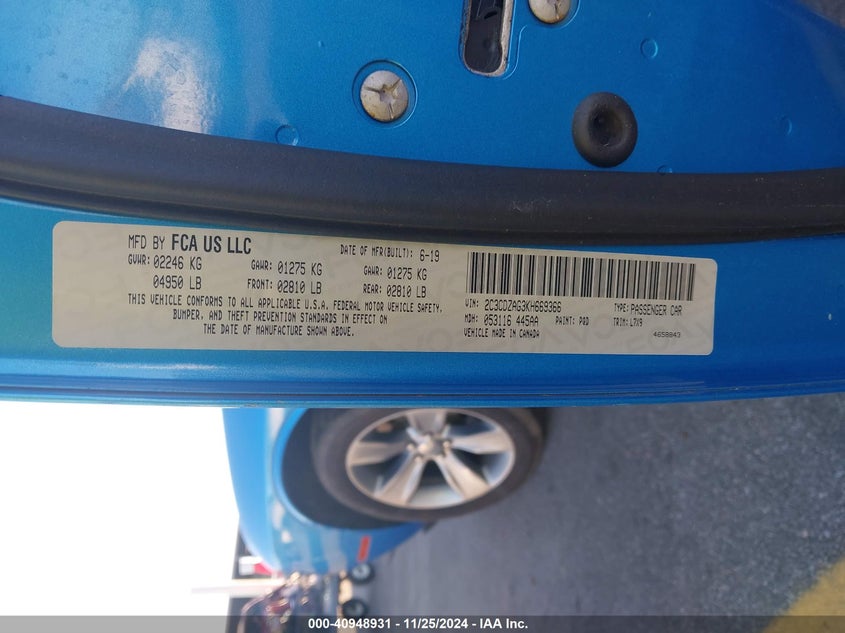 MFD BY FCA US LLC
DATE OF MFR(BUILT): 6-19
GVWR: 02246 KG GAWR: 01275 KG GAWR: 01275 KG
04950 LB FRONT: 02810 LB REAR: 02810 LB
THIS VEHICLE CONFORMS TO ALL APPLICABLE U.S.A. FEDERAL MOTOR VEHICLE SAFETY,
BUMPER, AND THEFT PREVENTION STANDARDS IN EFFECT ON
THE DATE OF MANUFACTURE SHOWN ABOVE.
VIN: 2C3CDZAG3KH669366 TYPE: PASSENGER CAR
MDH: 053116 445AA PAINT: PQD TRIM: L7X9
VEHICLE MADE IN CANADA 4658843
000-40948931 - 11/25/2024 - IAA Inc.